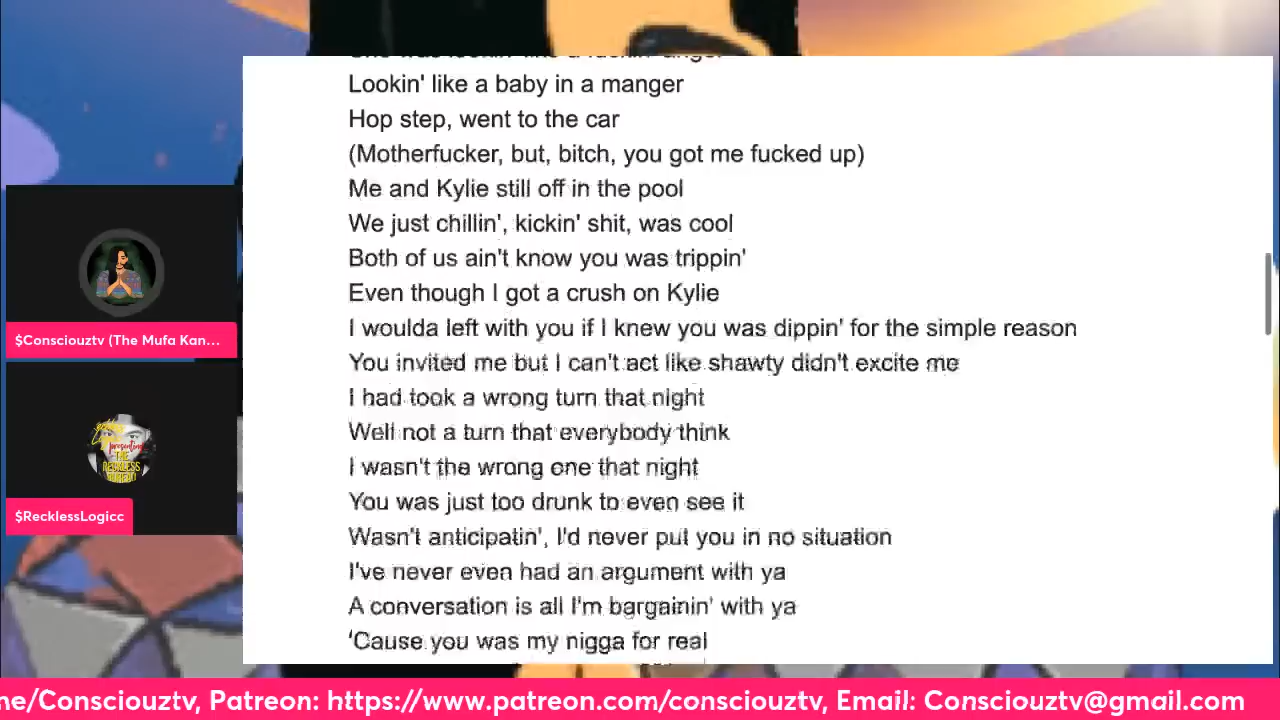 Lookin' like a baby in a manger
Hop step, went to the car
(Motherfucker, but, bitch, you got me fucked up)
Me and Kylie still off in the pool
We just chillin', kickin' shit, was cool
Both of us ain't know you was trippin'
Even though I got a crush on Kylie
I woulda left with you if I knew you was dippin' for the simple reason
You invited me but I can't act like shawty didn't excite me
I had took a wrong turn that night
Well not a turn that everybody think
I wasn't the wrong one that night
You was just too drunk to even see it
Wasn't anticipatin', I'd never put you in no situation
I've never even had an argument with ya
A conversation is all I'm bargainin' with ya
'Cause you was my nigga for real
$Consciouztv (The Mufa Kan...
presenting
THE
RECKLESS
$RecklessLogicc
ne/Consciouztv, Patreon: https://www.patreon.com/consciouztv, Email: Consciouztv@gmail.com